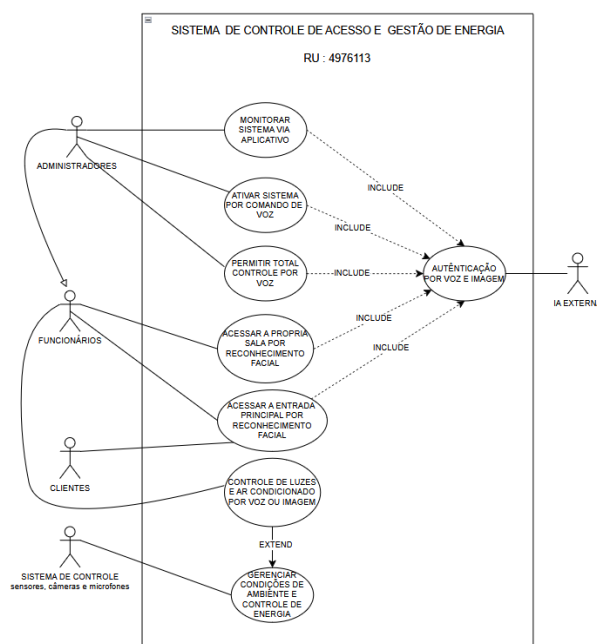 SISTEMA DE CONTROLE DE ACESSO E GESTÃO DE ENERGIA
RU : 4976113
MONITORAR
SISTEMA VIA
APLICATIVO
ADMINISTRADORES
INCLUDE
ATIVAR SISTEMA
POR COMANDO DE
VOZ
PERMITIR TOTAL
CONTROLE POR
VOZ
INCLUDE
INCLUDE
AUTÊNTICAÇÃO
POR VOZ E IMAGEM
IA EXTERN
FUNCIONÁRIOS
ACESSAR A PROPRIA
SALA POR
RECONHECIMENTO
FACIAL
INCLUDE
INCLUDE
ACESSAR A ENTRADA
PRINCIPAL POR
RECONHECIMENTO
FACIAL
CLIENTES
CONTROLE DE LUZES
E AR CONDICIONADO
POR VOZ OU IMAGEM
EXTEND
SISTEMA DE CONTROLE
sensores, câmeras e microfones
GERENCIAR
CONDIÇÕES DE
AMBIENTE E
CONTROLE DE
ENERGIA